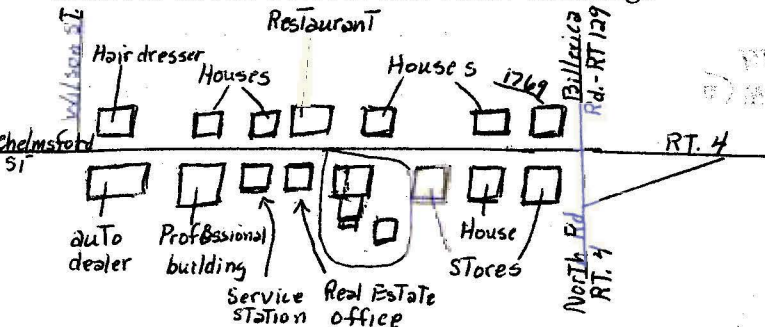 Restaurant
Wilson ST
Hairdresser
Houses
Houses
1769
Billerica
Rd.-RT 129
Chelmsford
ST
RT. 4
auto
dealer
Professional
building
Service
Station
Real Estate
office
House
Stores
North Rd
RT. 4